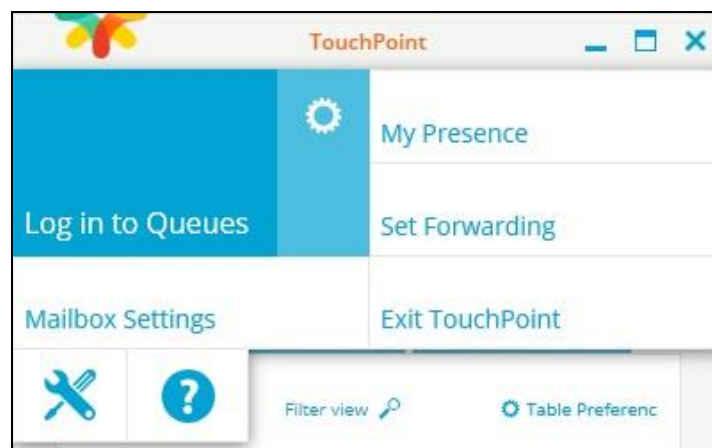 TouchPoint
My Presence
Log in to Queues
Set Forwarding
Mailbox Settings
Exit TouchPoint
Filter view
Table Preferenc